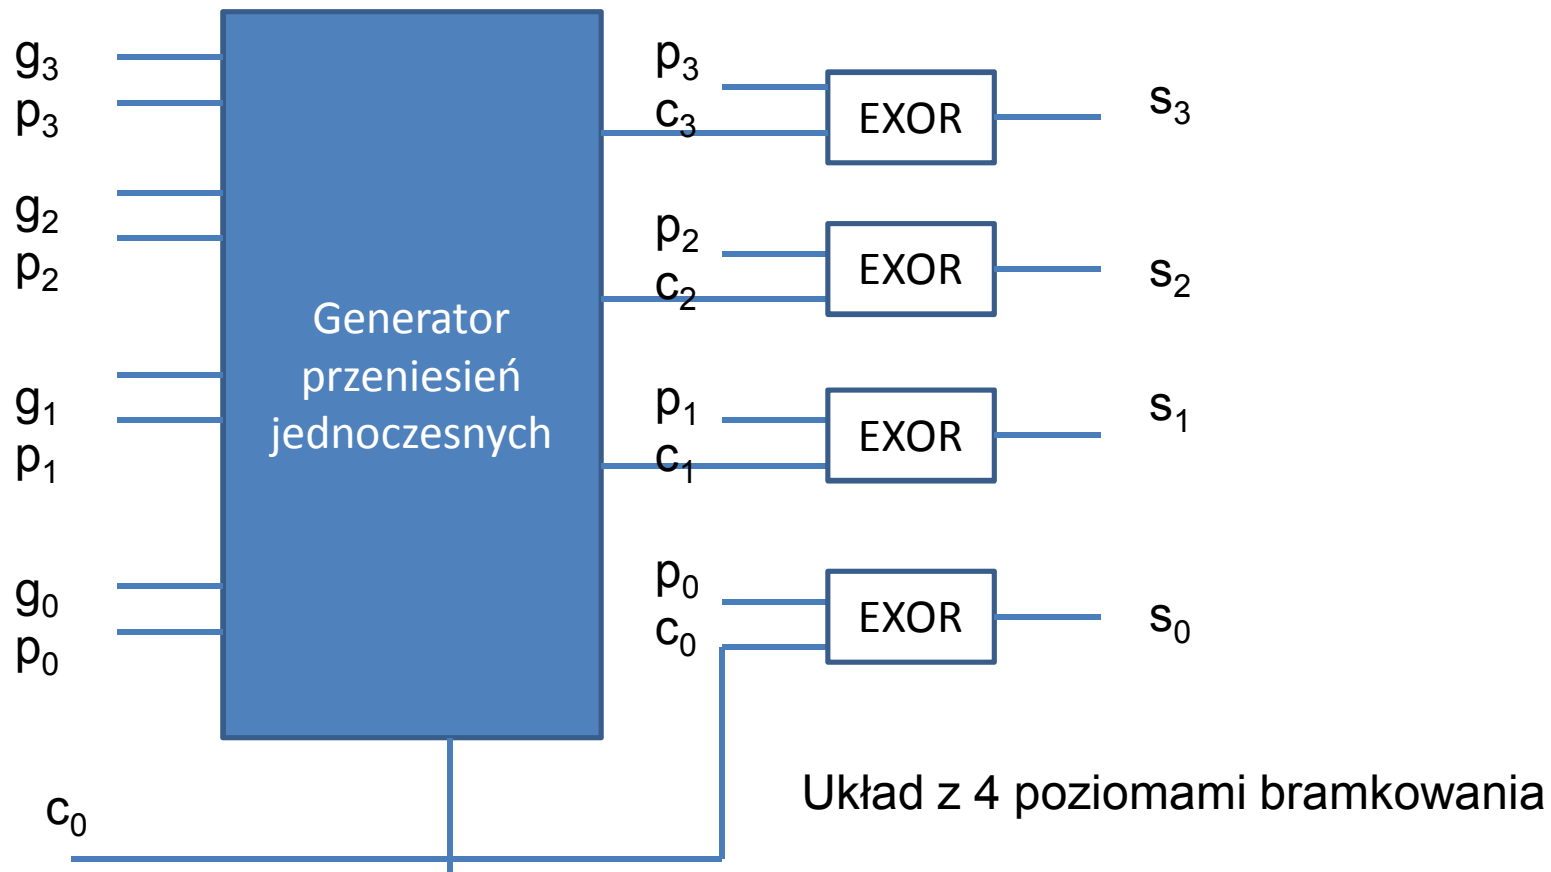 g3
p3
g2
p2
g1
p1
g0
p0
c0
Generator
przeniesień
jednoczesnych
p3
c3
EXOR
s3
p2
c2
EXOR
s2
p1
c1
EXOR
s1
p0
c0
EXOR
s0
Układ z 4 poziomami bramkowania